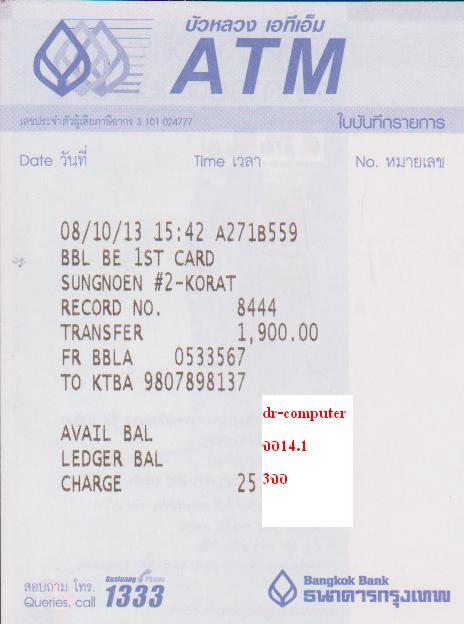 บัวหลวง เอทีเอ็ม
ATM
เลขประจำตัวผู้เสียภาษีอากร 3 101 024777
ใบบันทึกรายการ
Date วันที่ Time เวลา No. หมายเลข
08/10/13 15:42 A271B559
BBL BE 1ST CARD
SUNGNOEN #2-KORAT
RECORD NO. 8444
TRANSFER 1,900.00
FR BBLA 0533567
TO KTBA 9807898137
dr-computer
จอ14.1
3จอ
AVAIL BAL
LEDGER BAL
CHARGE 25
สอบถาม โทร.
Queries, call
Bualuang Phone
1333
Bangkok Bank
ธนาคารกรุงเทพ